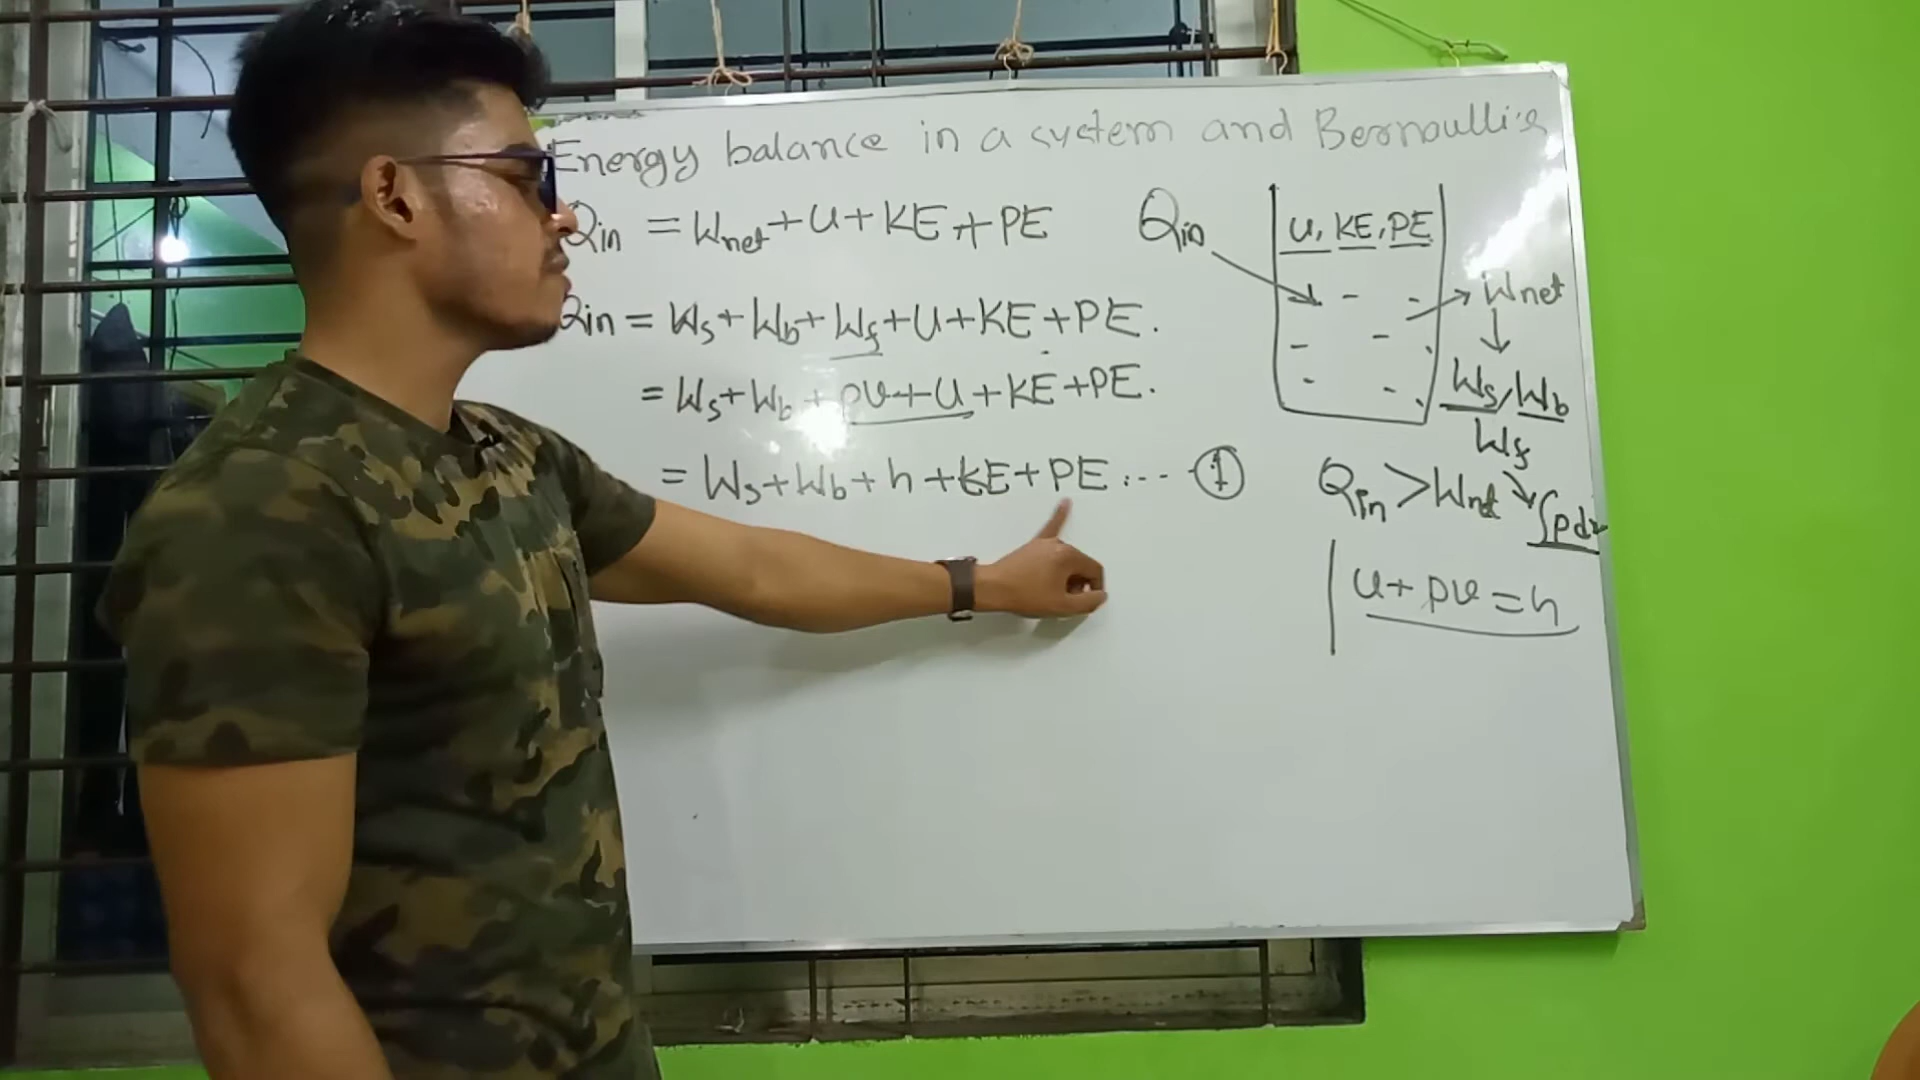 Energy balance in a system and Bernoulli's
Qin = Wnet + U + KE + PE
Qin = Ws + Wb + Wf + U + KE + PE.
= Ws + Wb + pv + U + KE + PE.
= Ws + Wb + h + KE + PE ... ①
Qin
U, KE, PE
Wnet
Ws/Wb
Wf
Qin > Wnet
∫pdv
U + pv = h